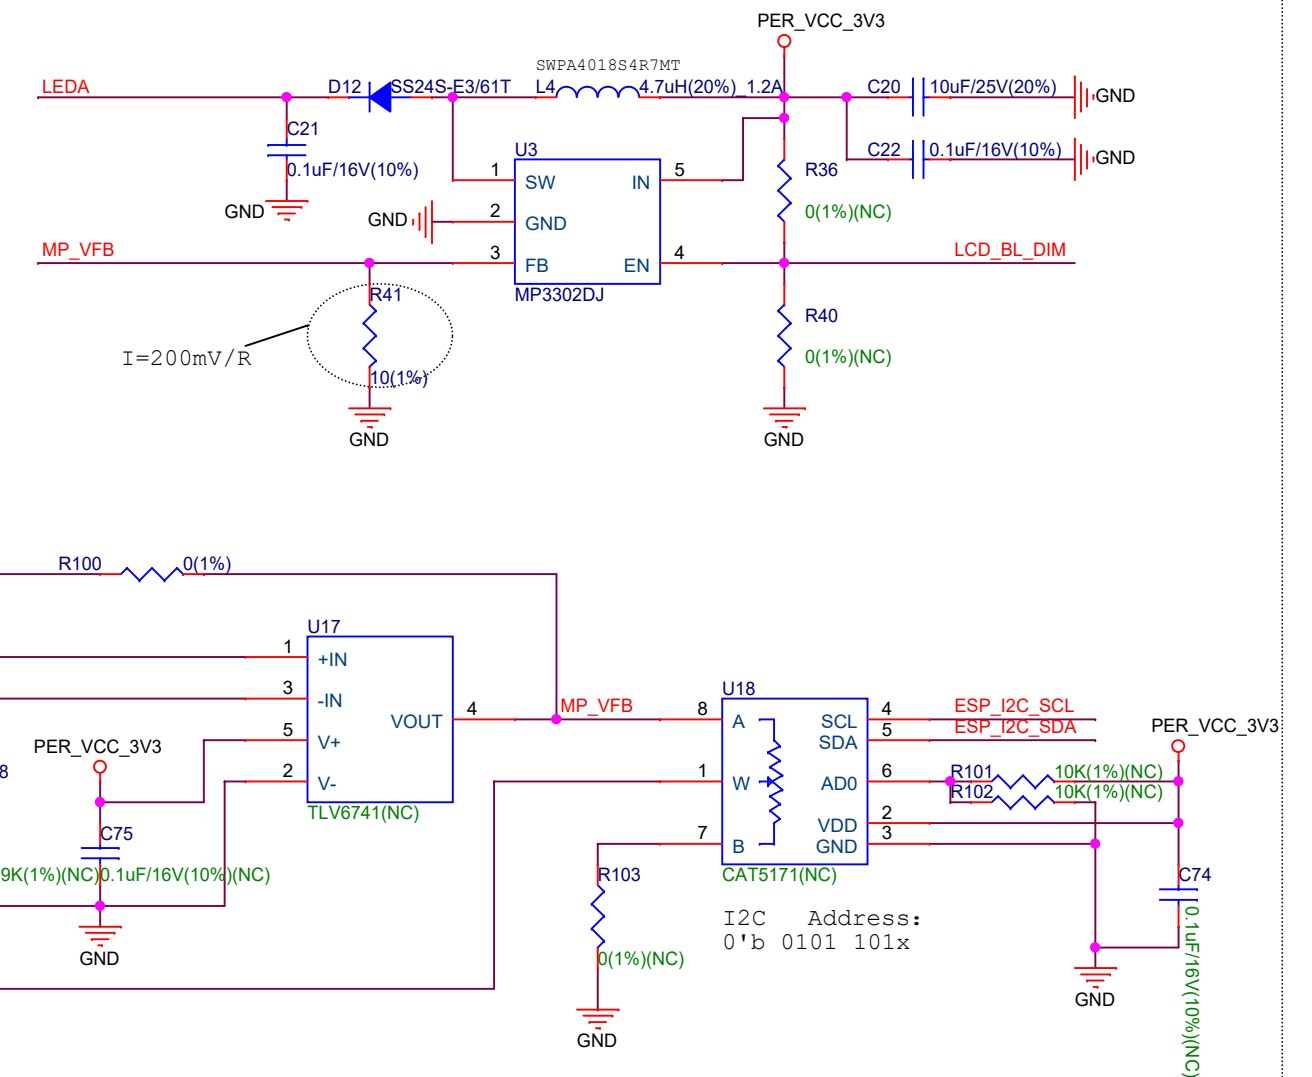 PER_VCC_3V3
SWPA4018S4R7MT
LEDA
D12
SS24S-E3/61T
L4
4.7uH(20%)_1.2A
C20
10uF/25V(20%)
GND
C21
0.1uF/16V(10%)
GND
U3
C22
0.1uF/16V(10%)
GND
1
SW
IN
5
R36
0(1%)(NC)
GND
2
GND
MP_VFB
3
FB
EN
4
LCD_BL_DIM
MP3302DJ
R41
10(1%)
I=200mV/R
GND
R40
0(1%)(NC)
GND
R100
0(1%)
U17
1
+IN
3
-IN
VOUT
4
MP_VFB
5
V+
2
V-
TLV6741(NC)
PER_VCC_3V3
8
C75
9K(1%)(NC)
0.1uF/16V(10%)(NC)
GND
U18
8
A
SCL
4
ESP_I2C_SCL
SDA
5
ESP_I2C_SDA
PER_VCC_3V3
1
W
AD0
6
R101
10K(1%)(NC)
R102
10K(1%)(NC)
VDD
2
7
B
GND
3
CAT5171(NC)
R103
0(1%)(NC)
GND
C74
0.1uF/16V(10%)(NC)
I2C Address:
0'b 0101 101x
GND